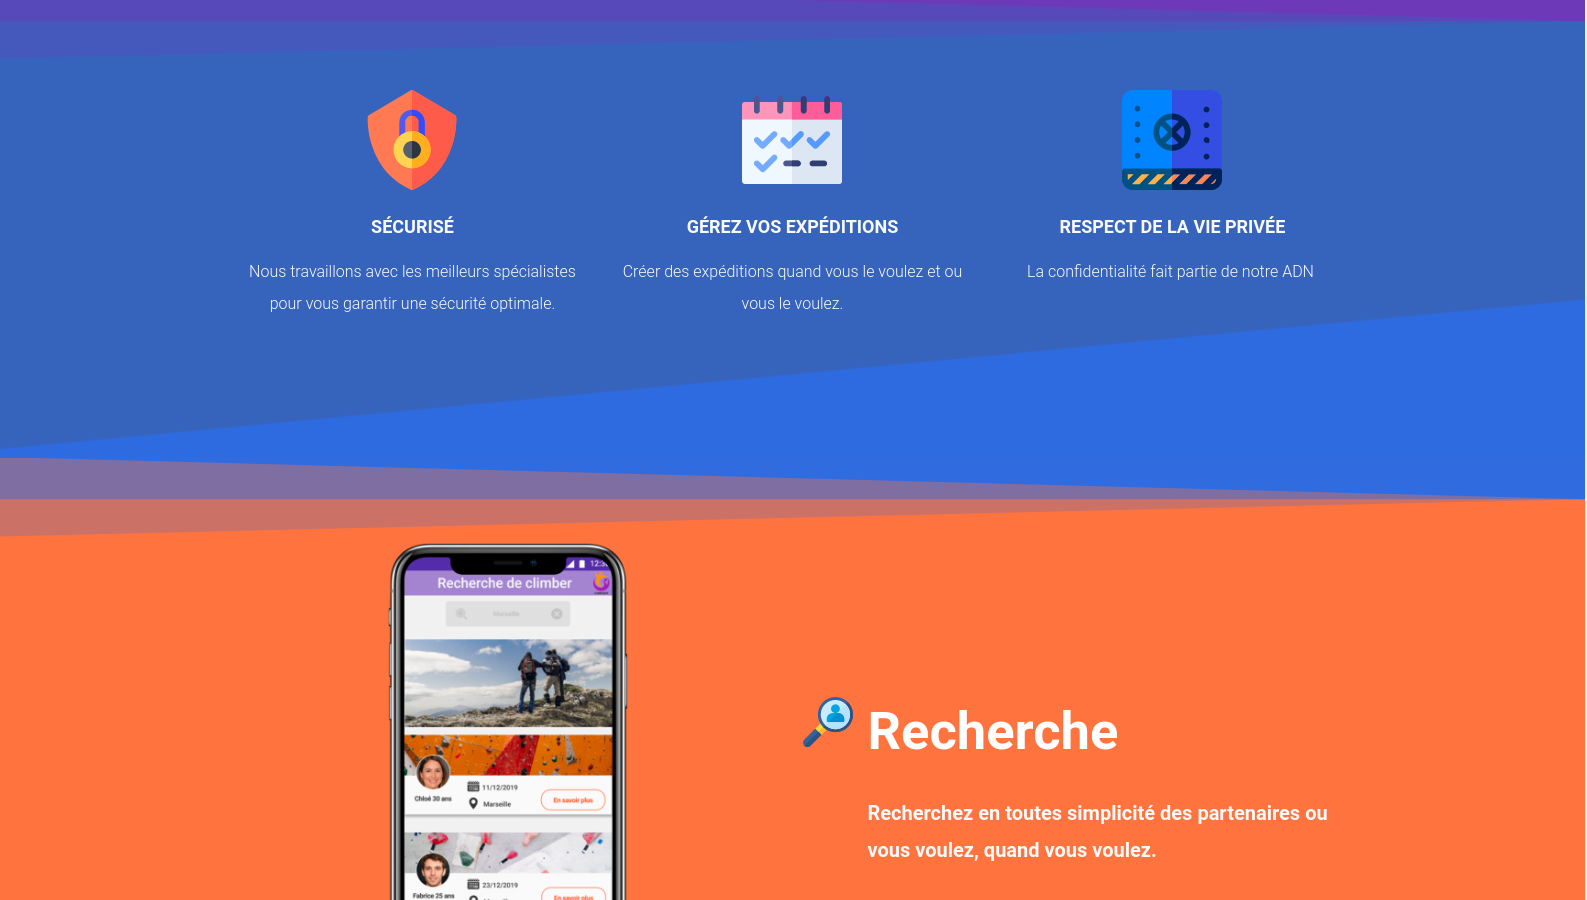 SÉCURISÉ
Nous travaillons avec les meilleurs spécialistes
pour vous garantir une sécurité optimale.
GÉREZ VOS EXPÉDITIONS
Créer des expéditions quand vous le voulez et ou
vous le voulez.
RESPECT DE LA VIE PRIVÉE
La confidentialité fait partie de notre ADN
Recherche de climber
Marseille
Chloé 30 ans
11/12/2019
Marseille
En savoir plus
Fabrice 25 ans
23/12/2019
En savoir plus
Recherche
Recherchez en toutes simplicité des partenaires ou
vous voulez, quand vous voulez.